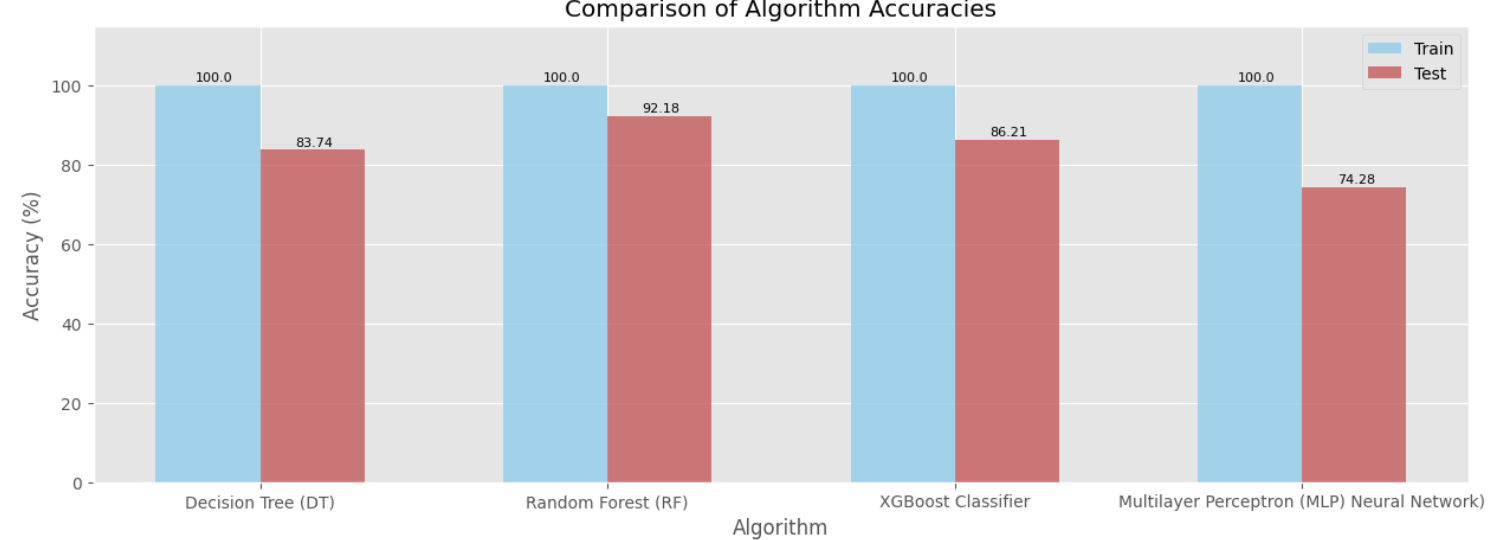 Comparison of Algorithm Accuracies
Train
Test
100.0
83.74
100.0
92.18
100.0
86.21
100.0
74.28
Accuracy (%)
100
80
60
40
20
0
Decision Tree (DT)
Random Forest (RF)
XGBoost Classifier
Multilayer Perceptron (MLP) Neural Network)
Algorithm